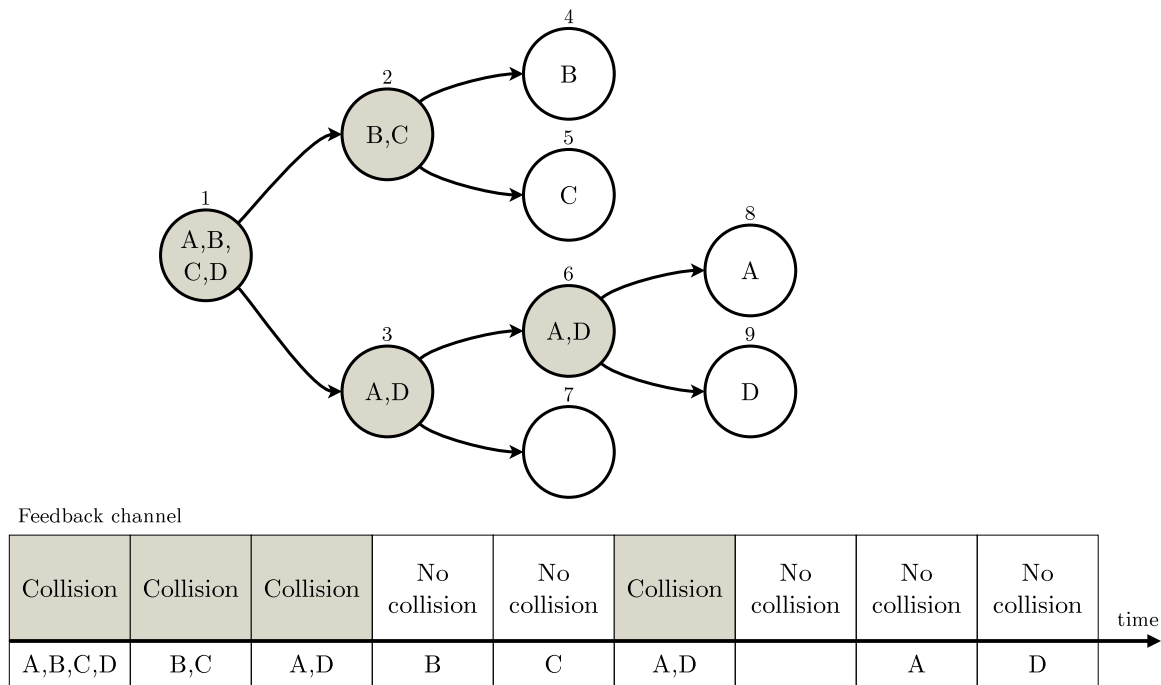 4
B
2
B,C
5
C
1
A,B,
C,D
8
A
6
A,D
3
A,D
9
D
7
Feedback channel
Collision Collision Collision No collision No collision Collision No collision No collision No collision
time
A,B,C,D B,C A,D B C A,D A D